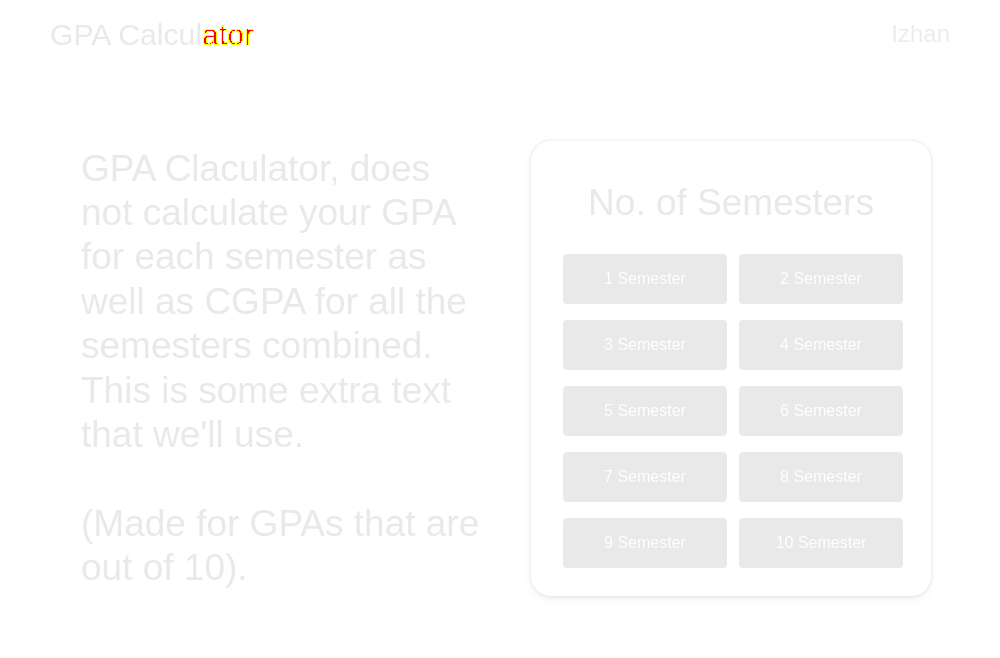 GPA Calculator
Izhan
GPA Claculator, does
not calculate your GPA
for each semester as
well as CGPA for all the
semesters combined.
This is some extra text
that we'll use.
(Made for GPAs that are
out of 10).
No. of Semesters
1 Semester
2 Semester
3 Semester
4 Semester
5 Semester
6 Semester
7 Semester
8 Semester
9 Semester
10 Semester